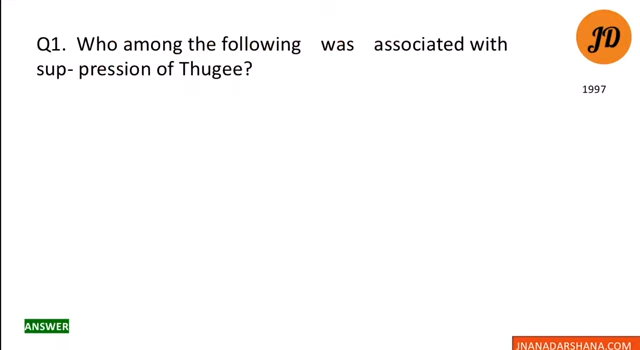 Q1. Who among the following was associated with
sup- pression of Thugee?
JD
1997
ANSWER
JNANADARSHANA.COM